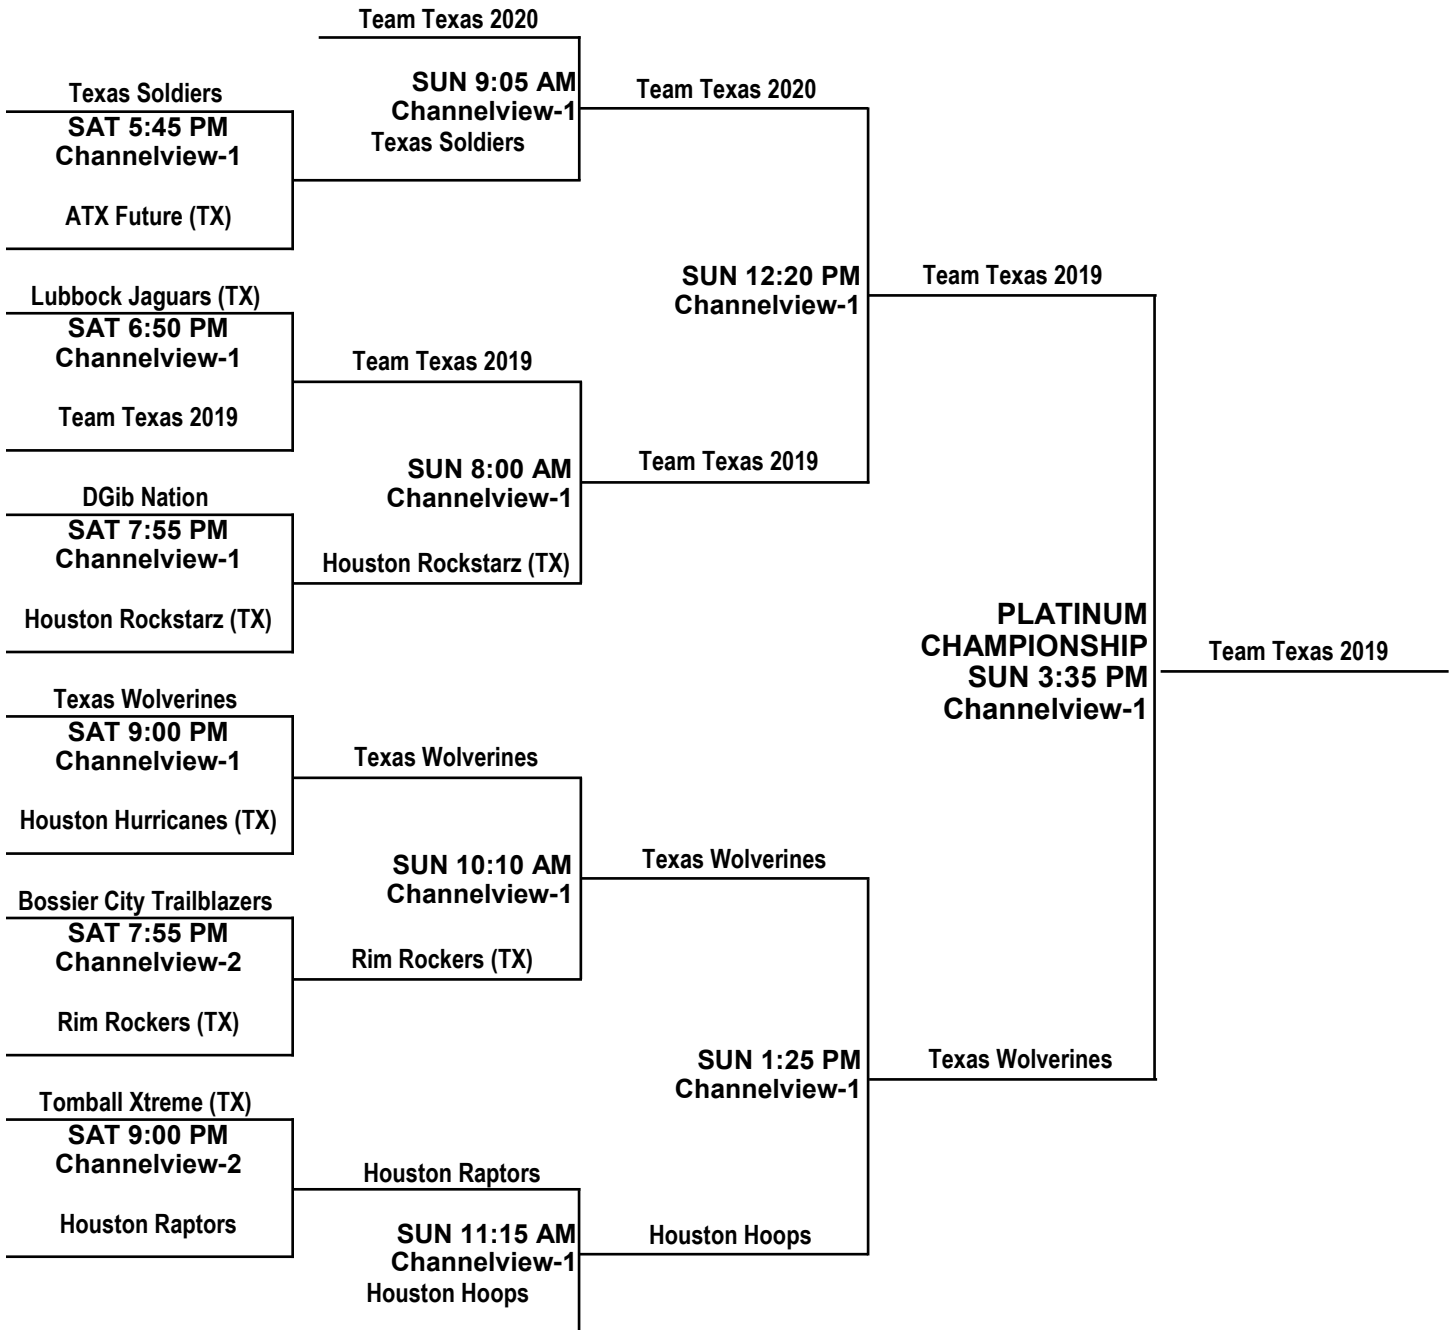 Team Texas 2020
SUN 9:05 AM
Channelview-1
Texas Soldiers
Texas Soldiers
SAT 5:45 PM
Channelview-1
ATX Future (TX)
Team Texas 2020
Lubbock Jaguars (TX)
SAT 6:50 PM
Channelview-1
Team Texas 2019
SUN 12:20 PM
Channelview-1
Team Texas 2019
Team Texas 2019
DGib Nation
SAT 7:55 PM
Channelview-1
Houston Rockstarz (TX)
SUN 8:00 AM
Channelview-1
Houston Rockstarz (TX)
Team Texas 2019
PLATINUM
CHAMPIONSHIP
SUN 3:35 PM
Channelview-1
Team Texas 2019
Texas Wolverines
SAT 9:00 PM
Channelview-1
Houston Hurricanes (TX)
Texas Wolverines
SUN 10:10 AM
Channelview-1
Rim Rockers (TX)
Texas Wolverines
Bossier City Trailblazers
SAT 7:55 PM
Channelview-2
Rim Rockers (TX)
SUN 1:25 PM
Channelview-1
Texas Wolverines
Tomball Xtreme (TX)
SAT 9:00 PM
Channelview-2
Houston Raptors
Houston Raptors
SUN 11:15 AM
Channelview-1
Houston Hoops
Houston Hoops